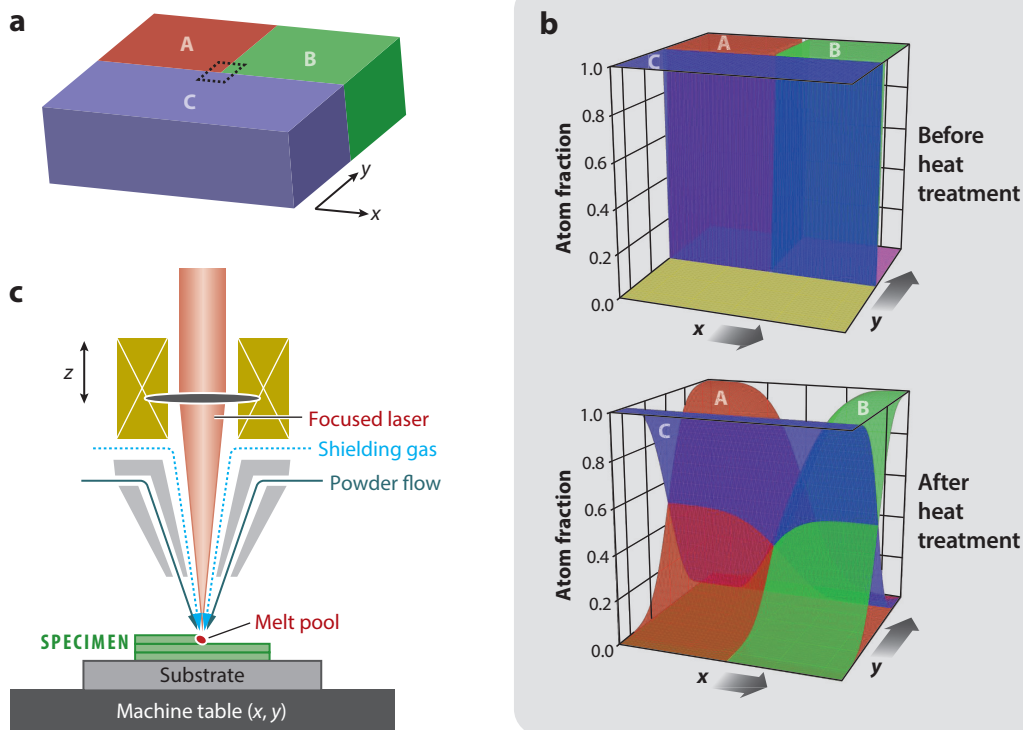 a
A
B
C
y
x
b
C
A
B
1.0
0.8
0.6
0.4
0.2
0.0
Atom fraction
x
y
Before
heat
treatment
A
B
C
1.0
0.8
0.6
0.4
0.2
0.0
Atom fraction
x
y
After
heat
treatment
c
z
Focused laser
Shielding gas
Powder flow
Melt pool
SPECIMEN
Substrate
Machine table (x, y)